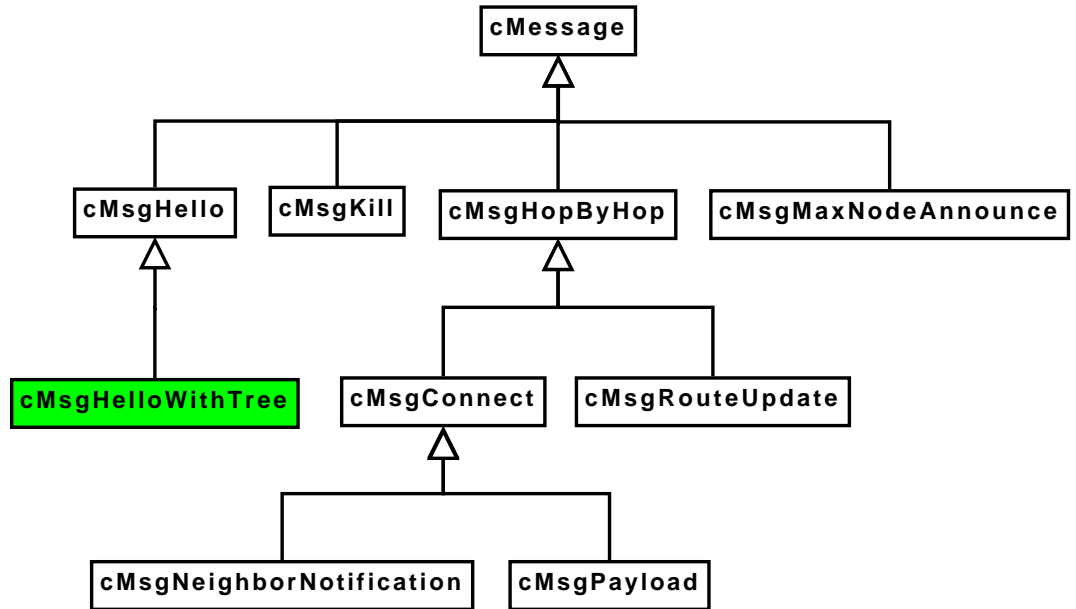 cMessage
cMsgHello
cMsgKill
cMsgHopByHop
cMsgMaxNodeAnnounce
cMsgHelloWithTree
cMsgConnect
cMsgRouteUpdate
cMsgNeighborNotification
cMsgPayload